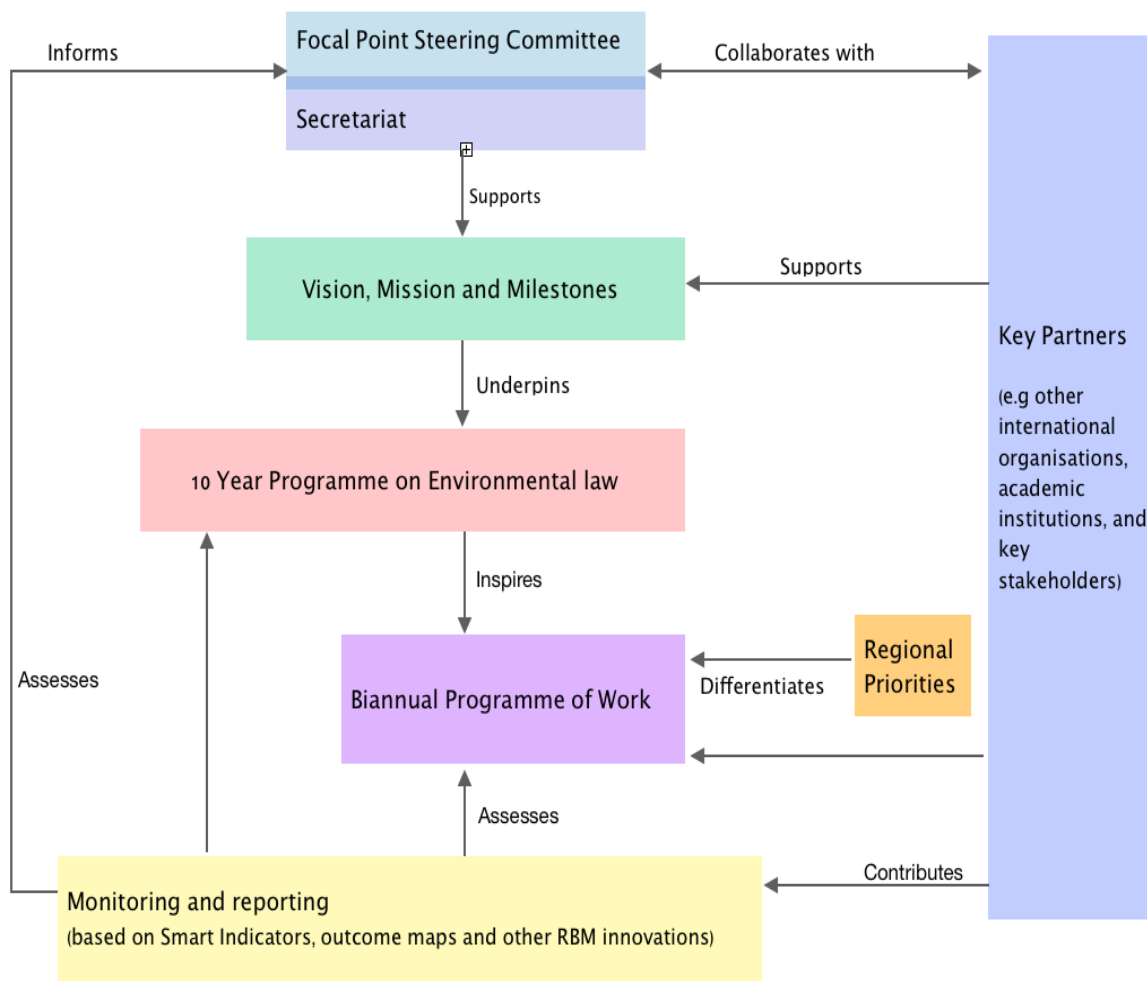 Informs
Focal Point Steering Committee
Collaborates with
Secretariat
Supports
Vision, Mission and Milestones
Supports
Key Partners
(e.g other
international
organisations,
academic
institutions, and
key
stakeholders)
Underpins
10 Year Programme on Environmental law
Inspires
Assesses
Biannual Programme of Work
Differentiates
Regional
Priorities
Assesses
Contributes
Monitoring and reporting
(based on Smart Indicators, outcome maps and other RBM innovations)